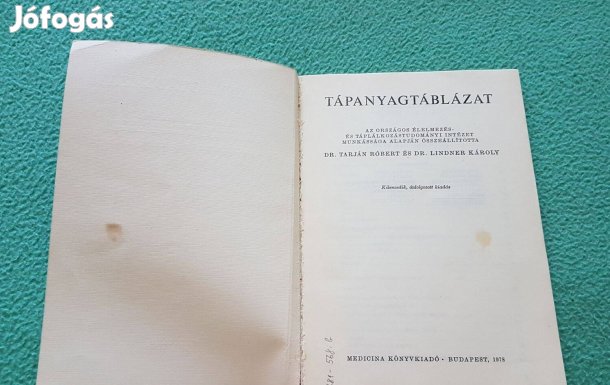 Jófogás
TÁPANYAGTÁBLÁZAT
AZ ORSZÁGOS ÉLELMEZÉS-
ÉS TÁPLÁLKOZÁSTUDOMÁNYI INTÉZET
MUNKÁSSÁGA ALAPJÁN ÖSSZEÁLLÍTOTTA
DR. TARJÁN RÓBERT ÉS DR. LINDNER KÁROLY
Kilencedik, átdolgozott kiadás
MEDICINA KÖNYVKIADÓ · BUDAPEST, 1978